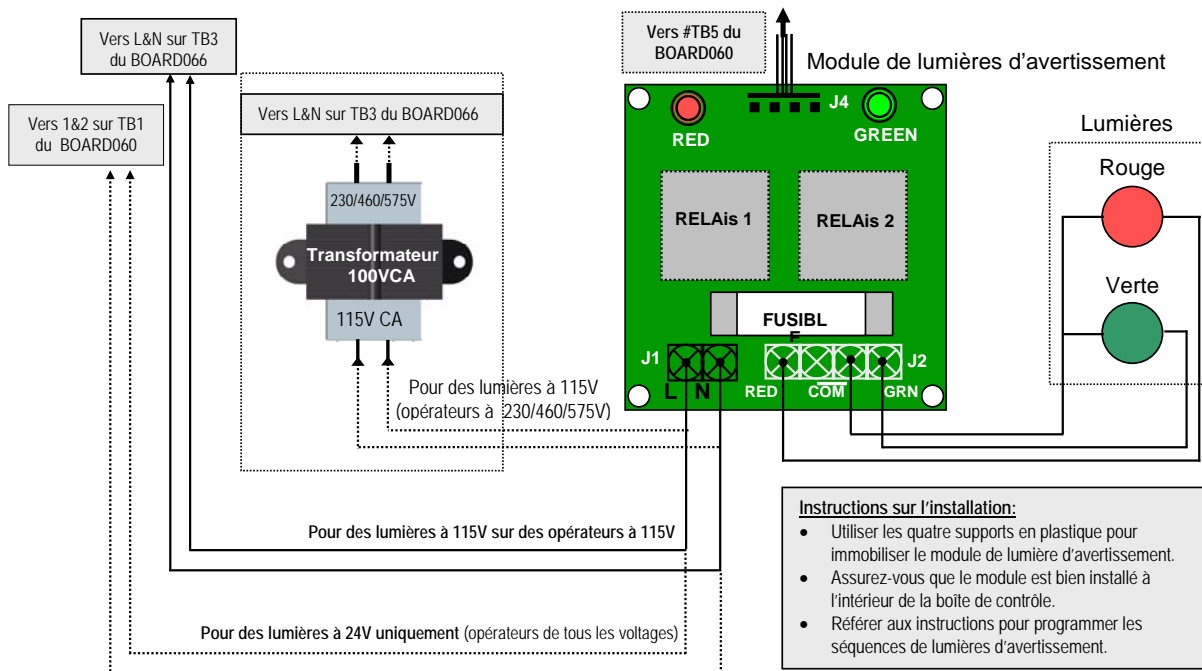 Vers L&N sur TB3
du BOARD066
Vers 1&2 sur TB1
du BOARD060
Vers L&N sur TB3 du BOARD066
230/460/575V
Transformateur
100VCA
115V CA
Pour des lumières à 115V
(opérateurs à 230/460/575V)
Vers #TB5 du
BOARD060
Module de lumières d'avertissement
J4
RED
GREEN
RELAis 1
RELAis 2
FUSIBL
E
J1
J2
L N
RED
COM
GRN
Lumières
Rouge
Verte
Pour des lumières à 115V sur des opérateurs à 115V
Pour des lumières à 24V uniquement (opérateurs de tous les voltages)
Instructions sur l'installation:
• Utiliser les quatre supports en plastique pour
immobiliser le module de lumière d'avertissement.
• Assurez-vous que le module est bien installé à
l'intérieur de la boîte de contrôle.
• Référer aux instructions pour programmer les
séquences de lumières d'avertissement.